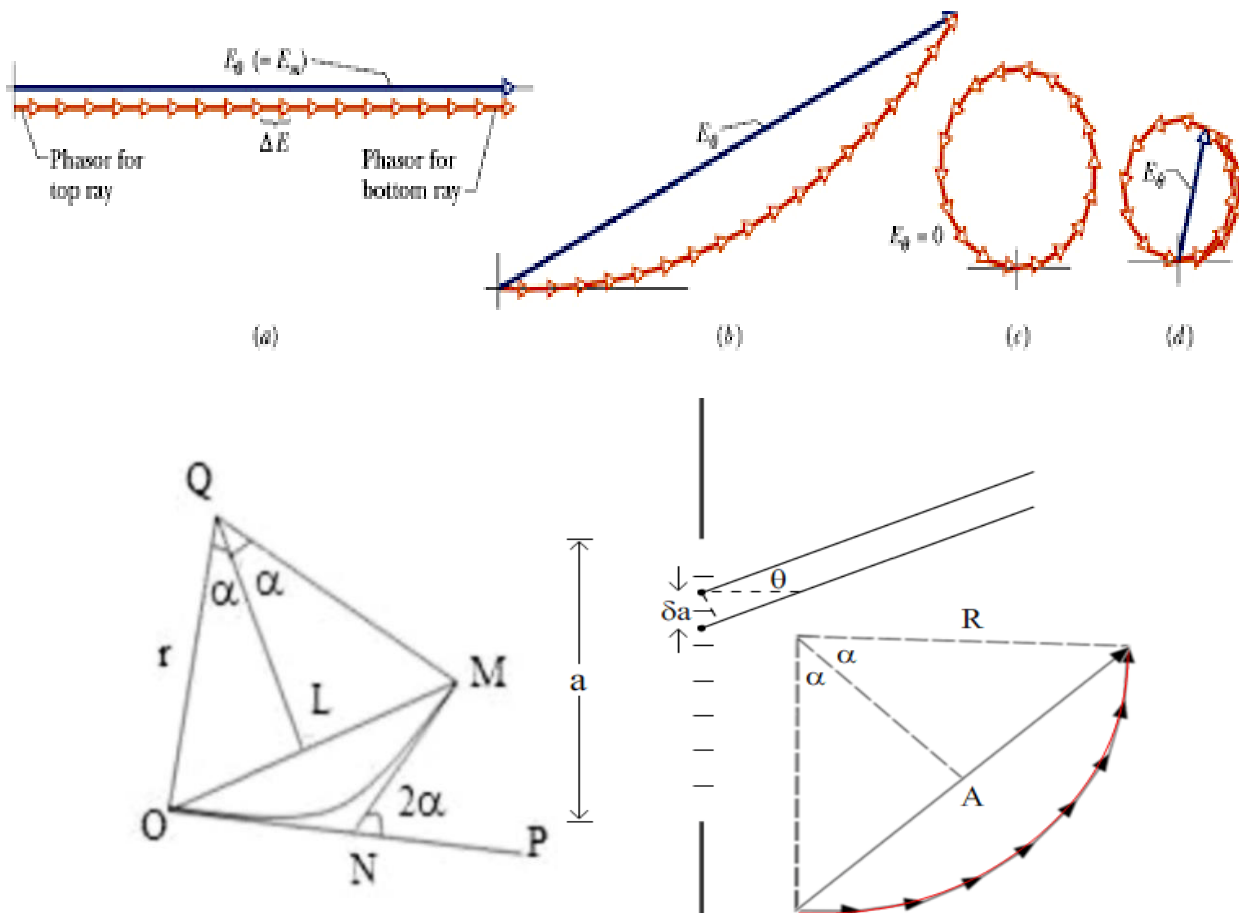 E_θ (= E_m)
ΔE
Phasor for
top ray
Phasor for
bottom ray
(a)
E_θ
(b)
E_θ = 0
(c)
E_θ
(d)
Q
α α
r
L
M
O
2α
N
P
a
δa
θ
R
α
α
A